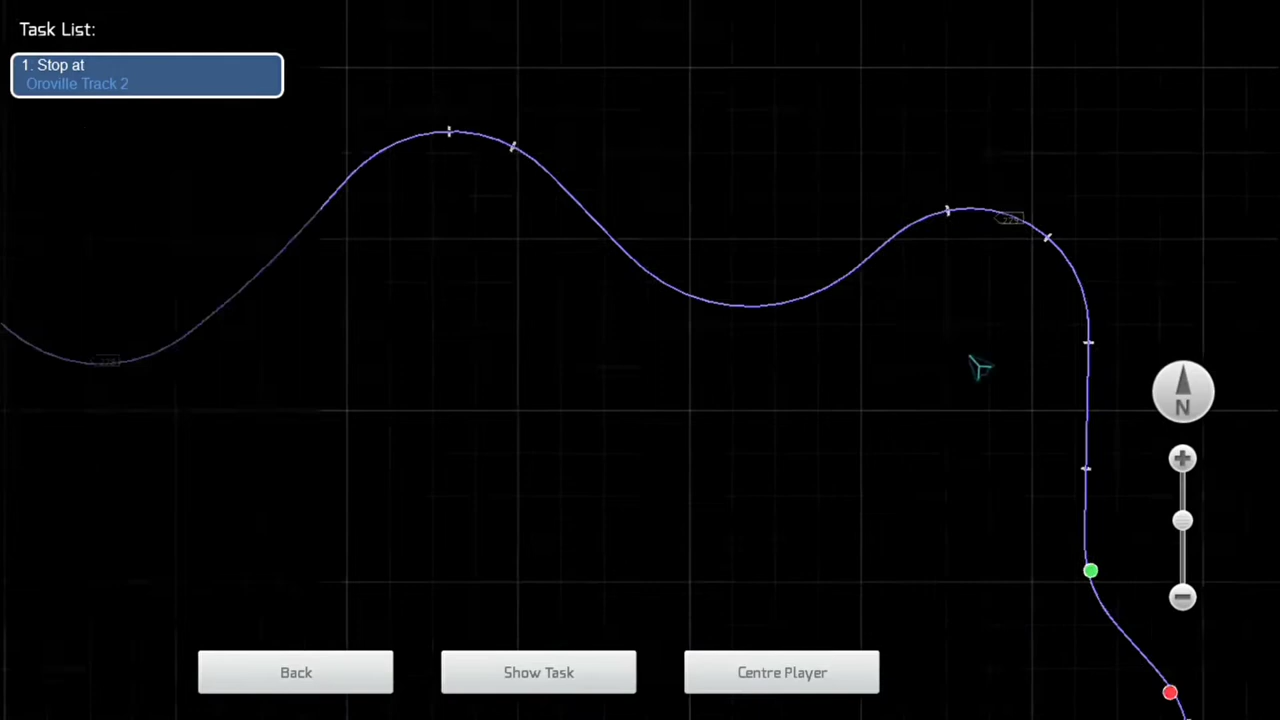 Task List:
1. Stop at
Oroville Track 2
N
Back
Show Task
Centre Player